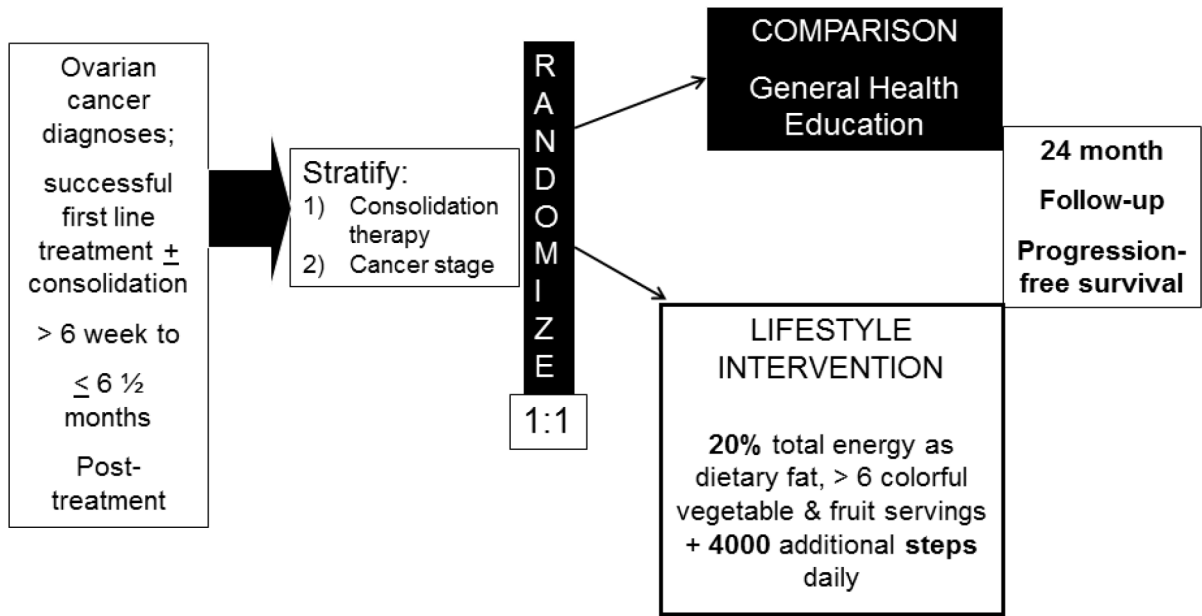 Ovarian
cancer
diagnoses;
successful
first line
treatment ±
consolidation
> 6 week to
≤ 6 ½
months
Post-
treatment
Stratify:
1) Consolidation
therapy
2) Cancer stage
R
A
N
D
O
M
I
Z
E
1:1
COMPARISON
General Health
Education
LIFESTYLE
INTERVENTION
20% total energy as
dietary fat, > 6 colorful
vegetable & fruit servings
+ 4000 additional steps
daily
24 month
Follow-up
Progression-
free survival